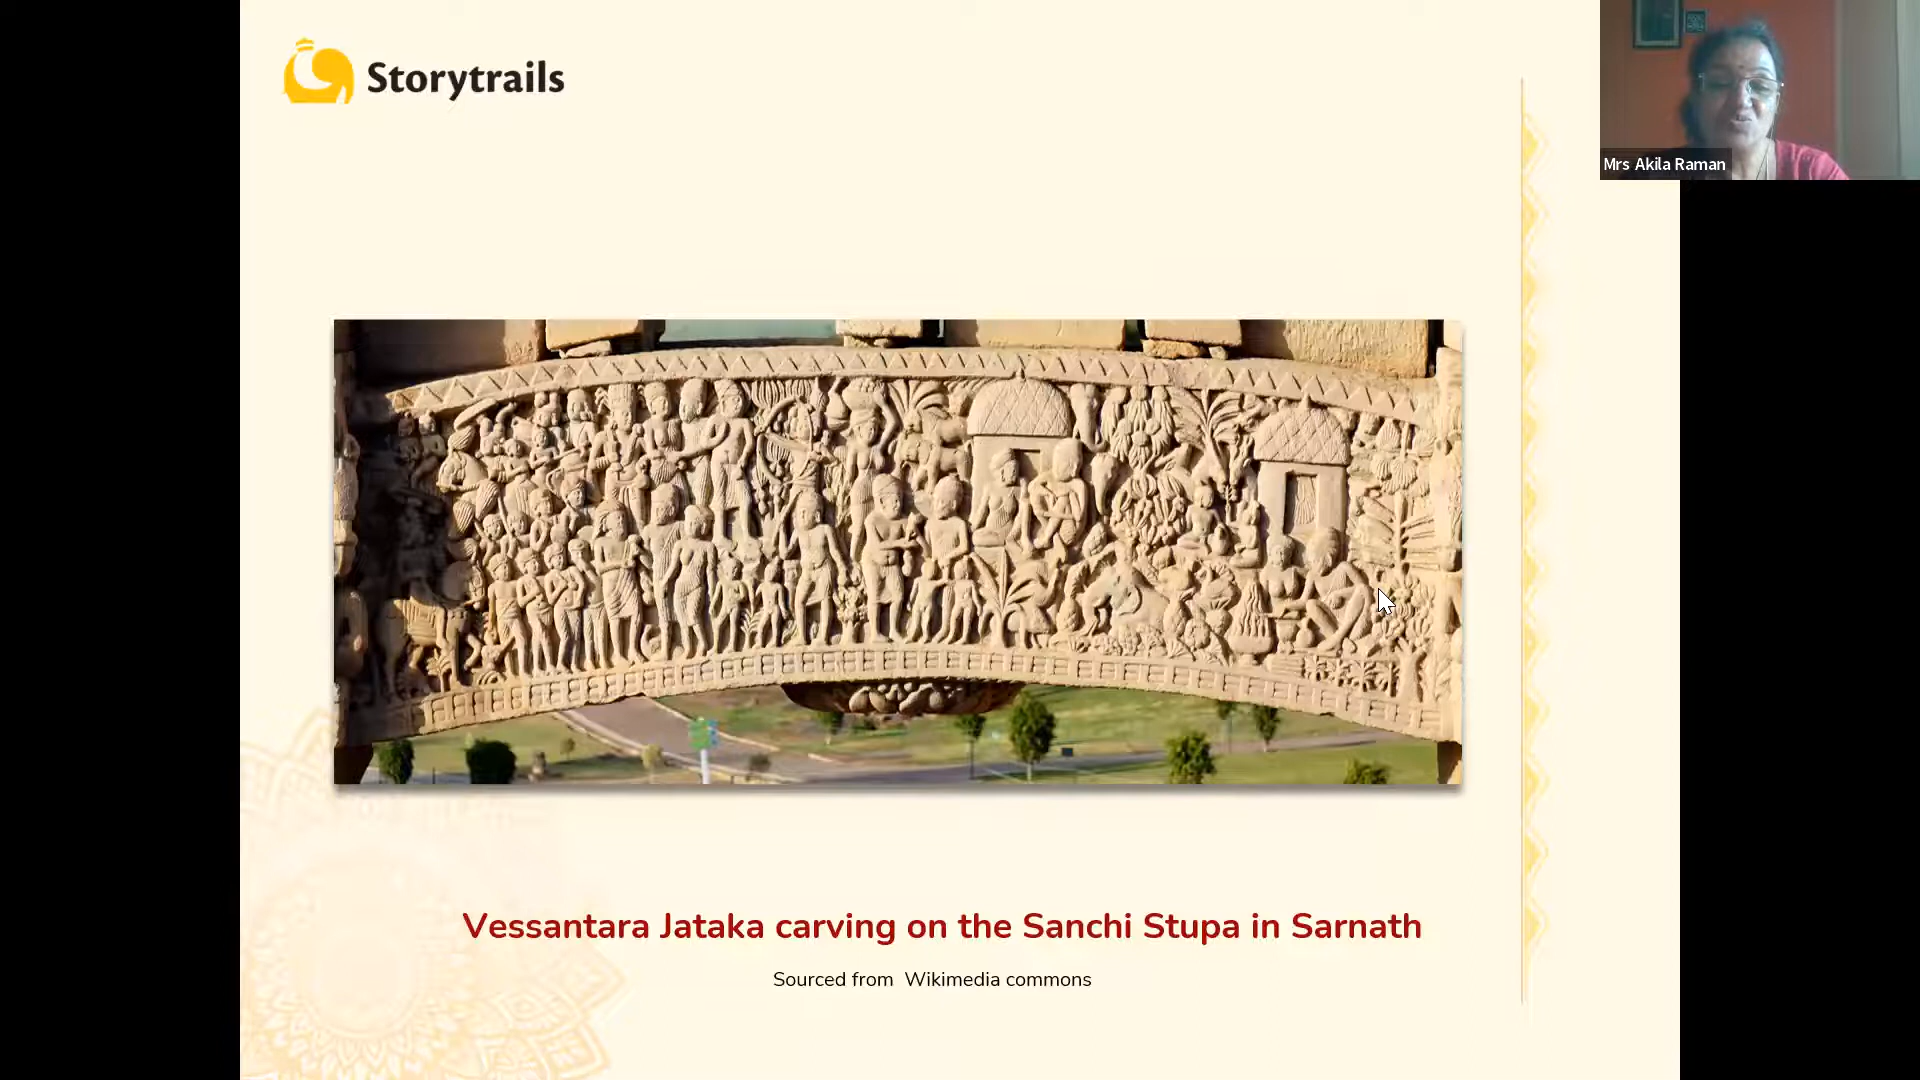 Storytrails
Mrs Akila Raman
Vessantara Jataka carving on the Sanchi Stupa in Sarnath
Sourced from Wikimedia commons